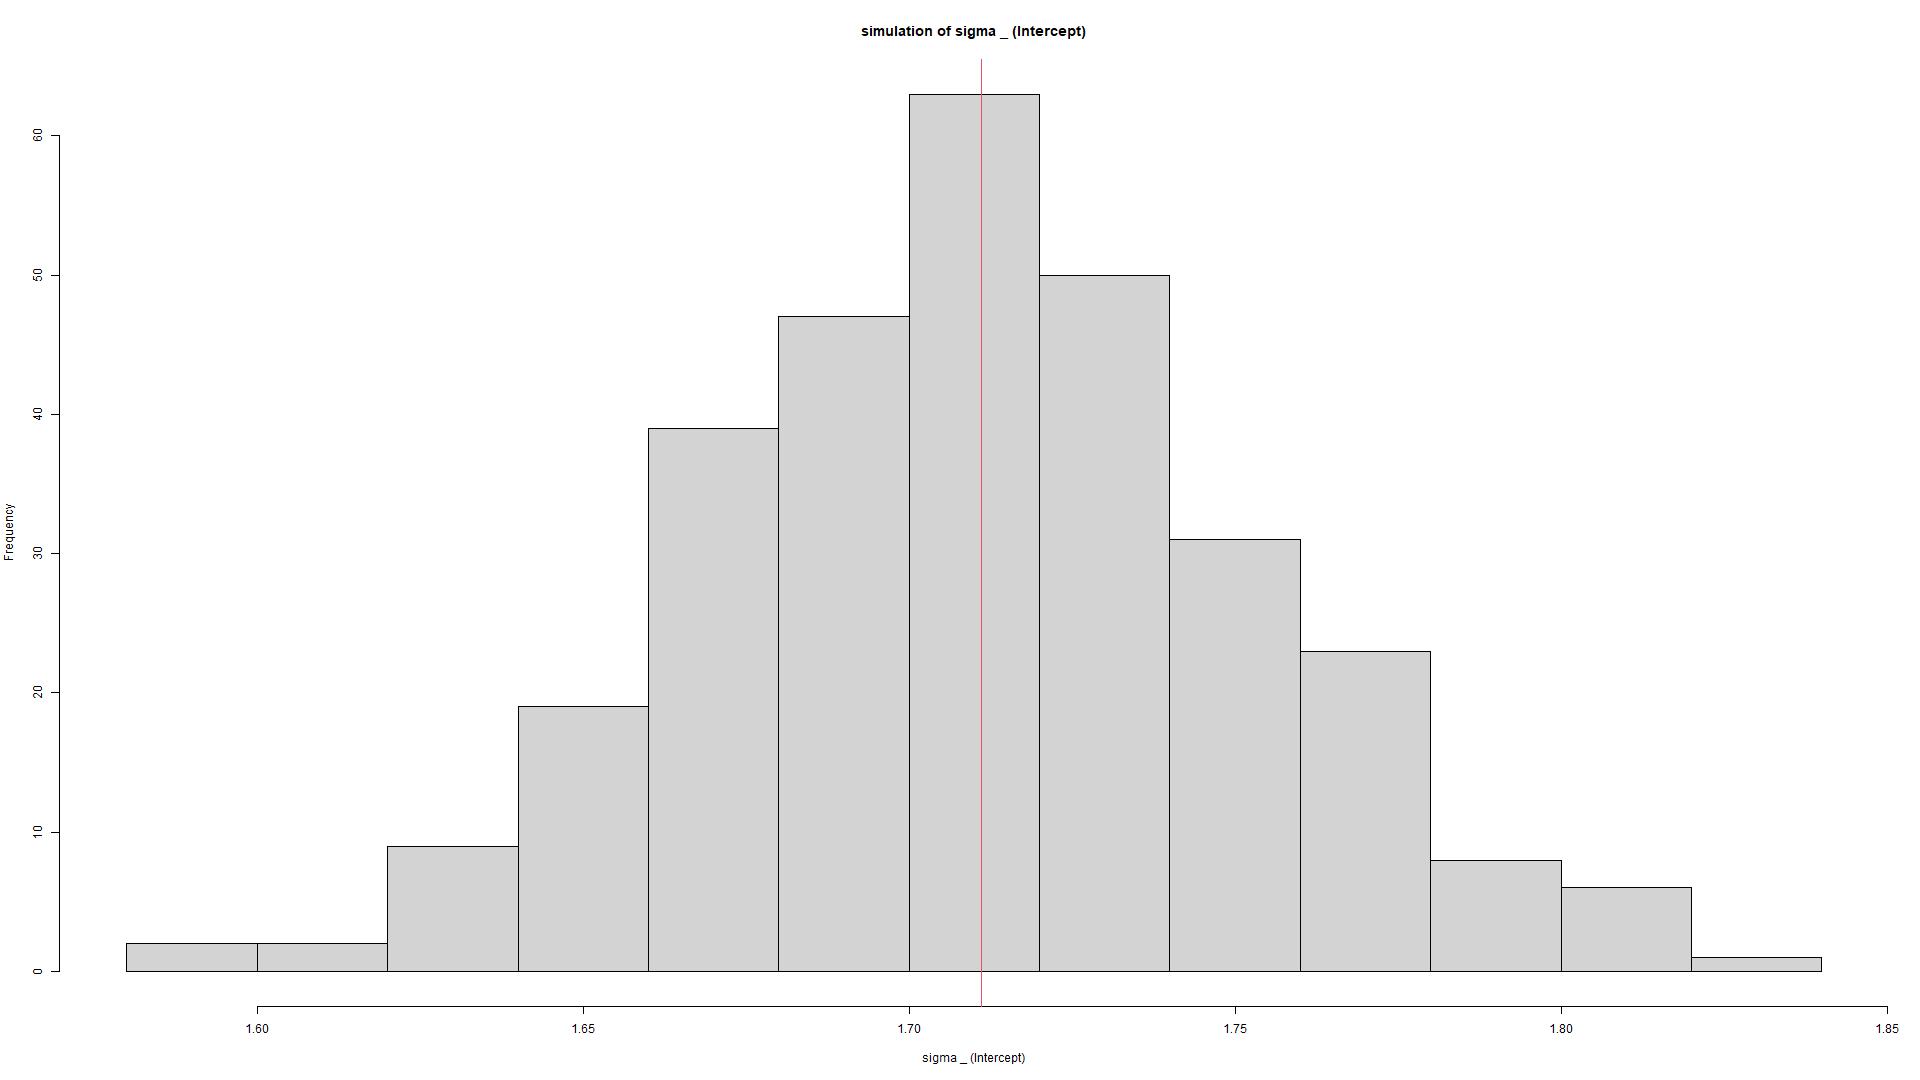 simulation of sigma _ (Intercept)
Frequency
60
50
40
30
20
10
0
1.60 1.65 1.70 1.75 1.80 1.85
sigma _ (Intercept)